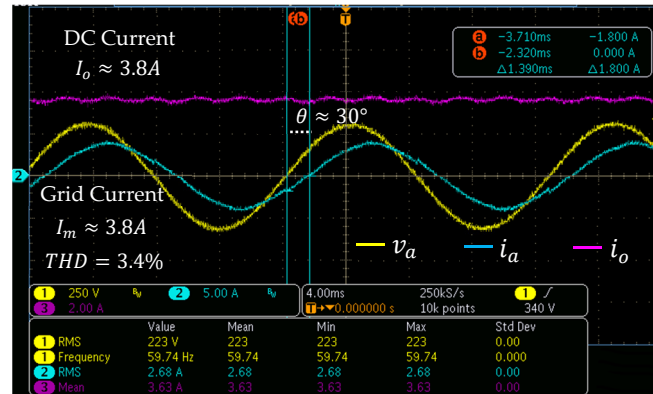 DC Current
I_o ≈ 3.8A
T
a −3.710ms −1.800 A
b −2.320ms 0.000 A
Δ1.390ms Δ1.800 A
θ ≈ 30°
2
Grid Current
I_m ≈ 3.8A
THD = 3.4%
v_a i_a i_o
1 250 V BW 2 5.00 A BW
3 2.00 A
4.00ms 250kS/s 1
T→▼0.000000 s 10k points 340 V
Value Mean Min Max Std Dev
1 RMS 223 V 223 223 223 0.00
1 Frequency 59.74 Hz 59.74 59.74 59.74 0.000
2 RMS 2.68 A 2.68 2.68 2.68 0.00
3 Mean 3.63 A 3.63 3.63 3.63 0.00